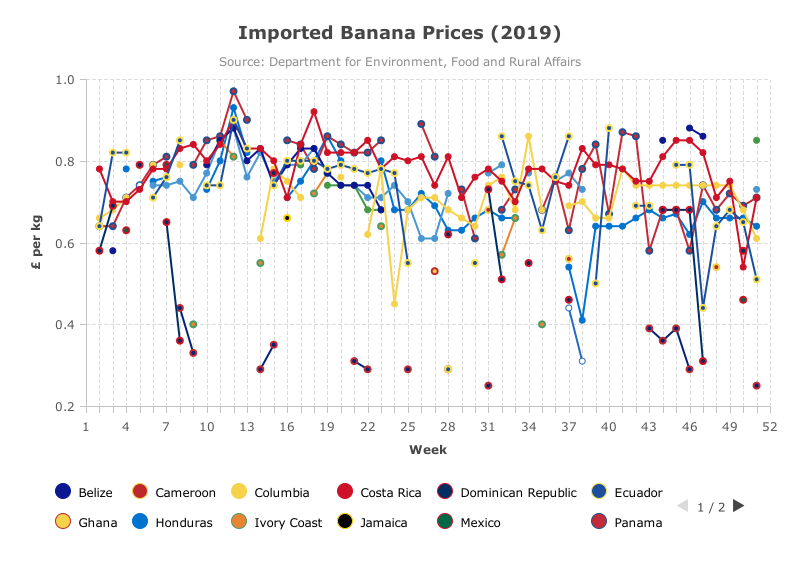 Imported Banana Prices (2019)
Source: Department for Environment, Food and Rural Affairs
1.0
0.8
0.6
0.4
0.2
£ per kg
1 4 7 10 13 16 19 22 25 28 31 34 37 40 43 46 49 52
Week
Belize Cameroon Columbia Costa Rica Dominican Republic Ecuador
Ghana Honduras Ivory Coast Jamaica Mexico Panama
1 / 2